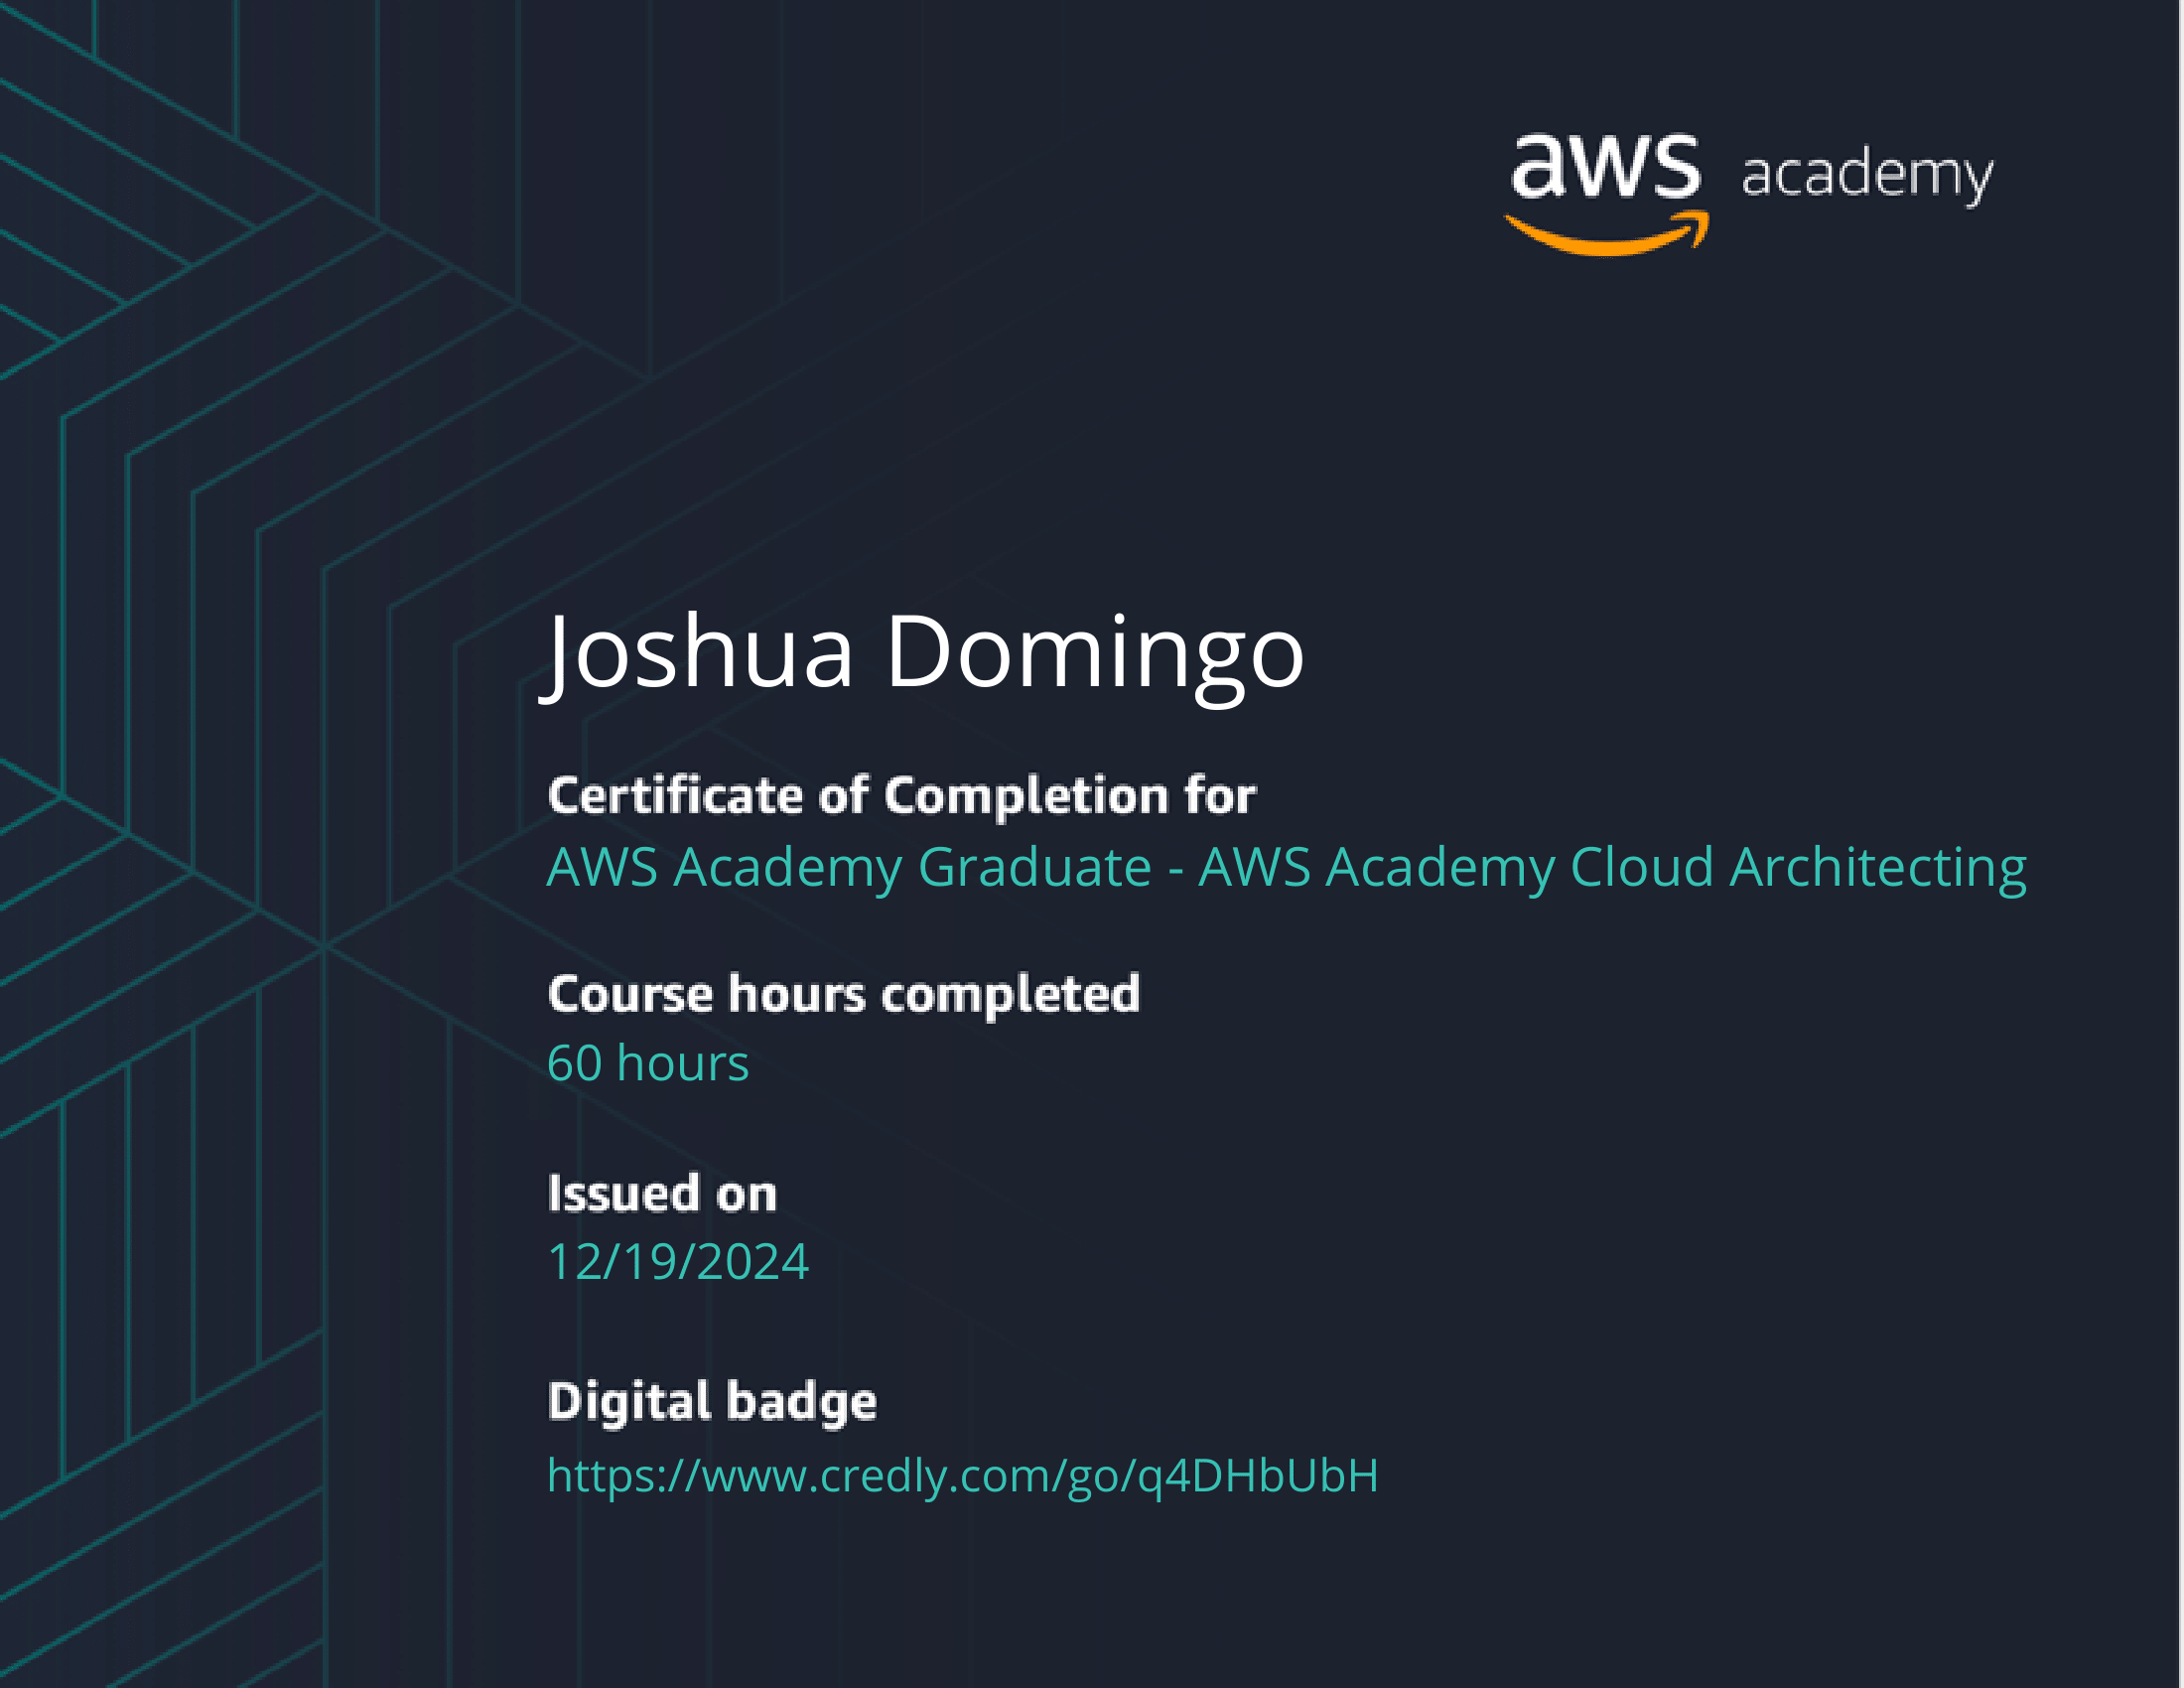 aws academy
Joshua Domingo
Certificate of Completion for
AWS Academy Graduate - AWS Academy Cloud Architecting
Course hours completed
60 hours
Issued on
12/19/2024
Digital badge
https://www.credly.com/go/q4DHbUbH